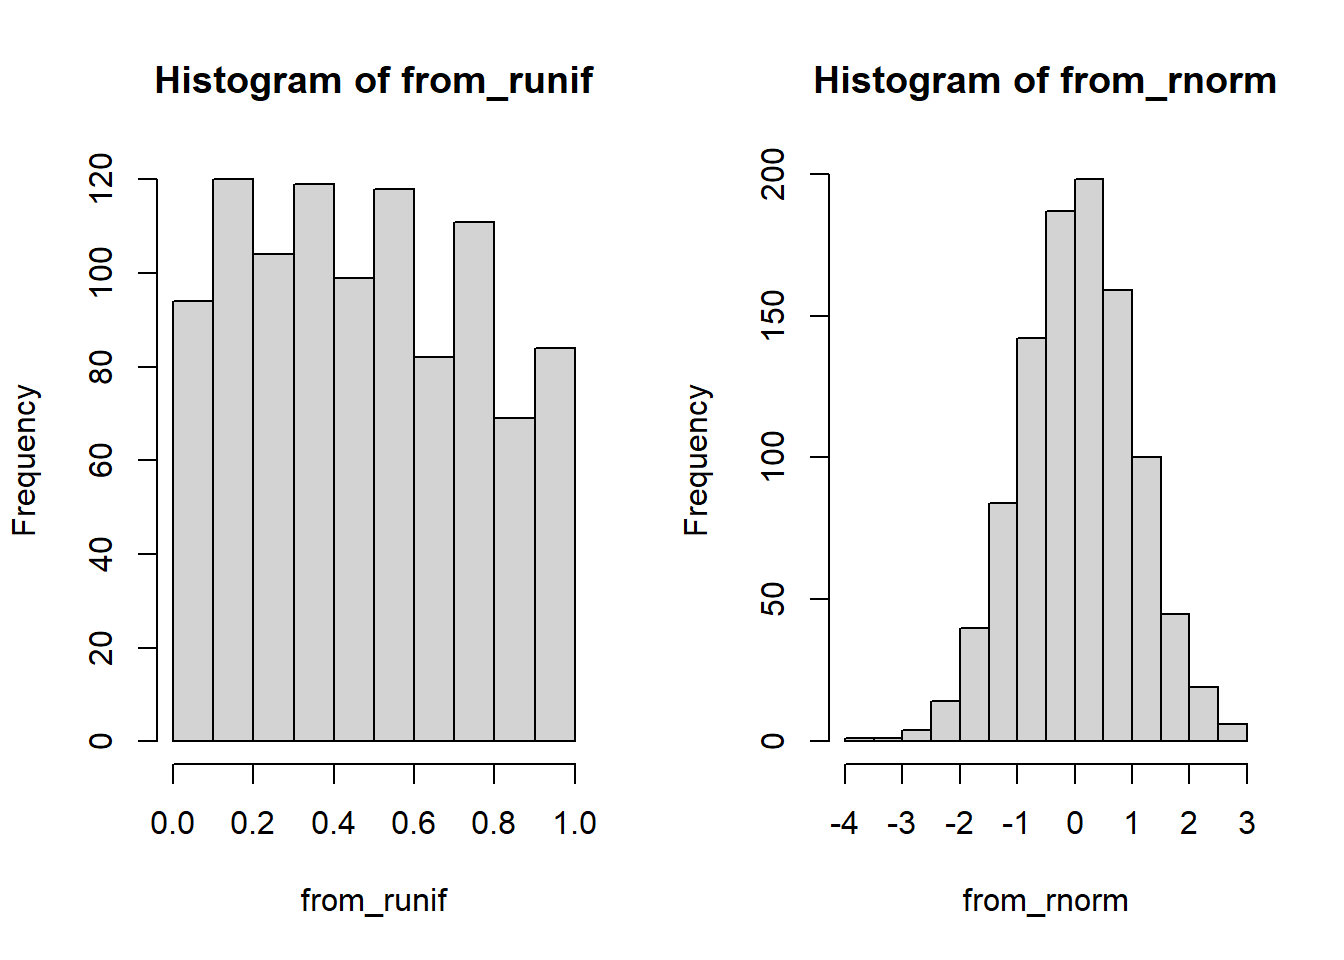 Histogram of from_runif
Frequency
120
100
80
60
40
20
0
0.0 0.2 0.4 0.6 0.8 1.0
from_runif
Histogram of from_rnorm
Frequency
200
150
100
50
0
-4 -3 -2 -1 0 1 2 3
from_rnorm